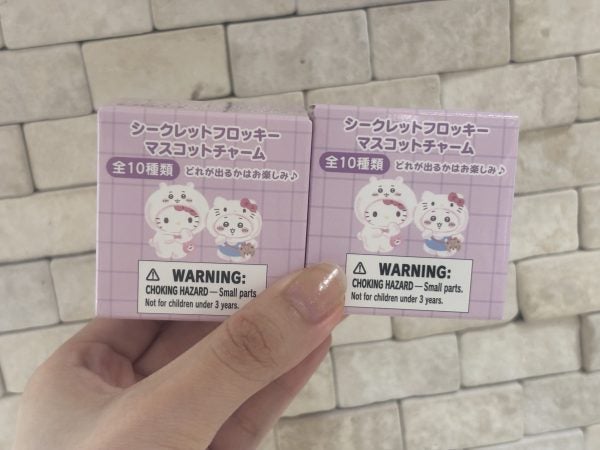 シークレットフロッキー
マスコットチャーム
全10種類 どれが出るかはお楽しみ♪
WARNING:
CHOKING HAZARD — Small parts.
Not for children under 3 years.
シークレットフロッキー
マスコットチャーム
全10種類 どれが出るかはお楽しみ♪
WARNING:
CHOKING HAZARD — Small parts.
Not for children under 3 years.